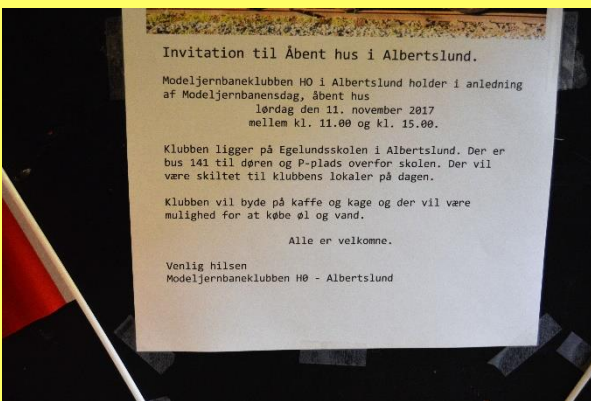 Invitation til Åbent hus i Albertslund.
Modeljernbaneklubben HO i Albertslund holder i anledning
af Modeljernbanensdag, åbent hus
lørdag den 11. november 2017
mellem kl. 11.00 og kl. 15.00.
Klubben ligger på Egelundsskolen i Albertslund. Der er
bus 141 til døren og P-plads overfor skolen. Der vil
være skiltet til klubbens lokaler på dagen.
Klubben vil byde på kaffe og kage og der vil være
mulighed for at købe øl og vand.
Alle er velkomne.
Venlig hilsen
Modeljernbaneklubben HØ - Albertslund